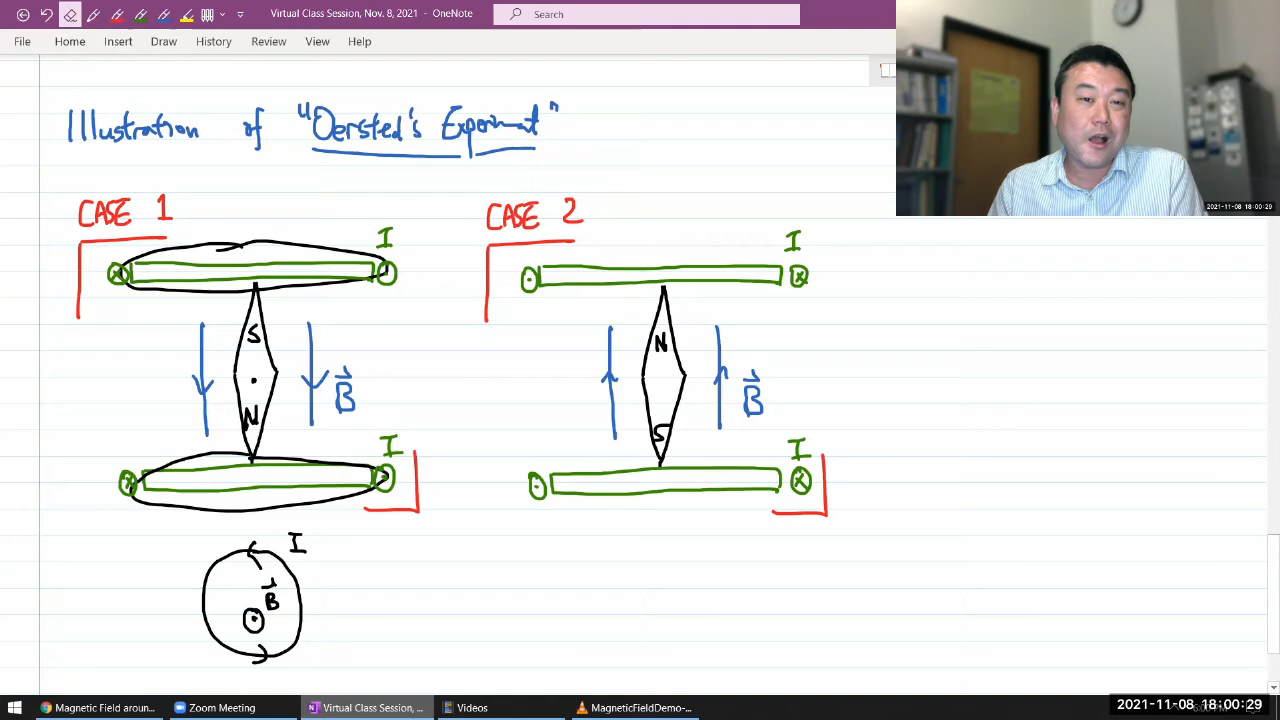 Virtual Class Session, Nov. 8, 2021 - OneNote
Search
File Home Insert Draw History Review View Help
2021-11-08 18:00:29
Illustration of "Oersted's Experiment"
CASE 1
CASE 2
I
I
S
N
N
S
B
B
I
I
I
B
Magnetic Field aroun...
Zoom Meeting
Virtual Class Session, ...
Videos
MagneticFieldDemo-...
2021-11-08 18:00:29